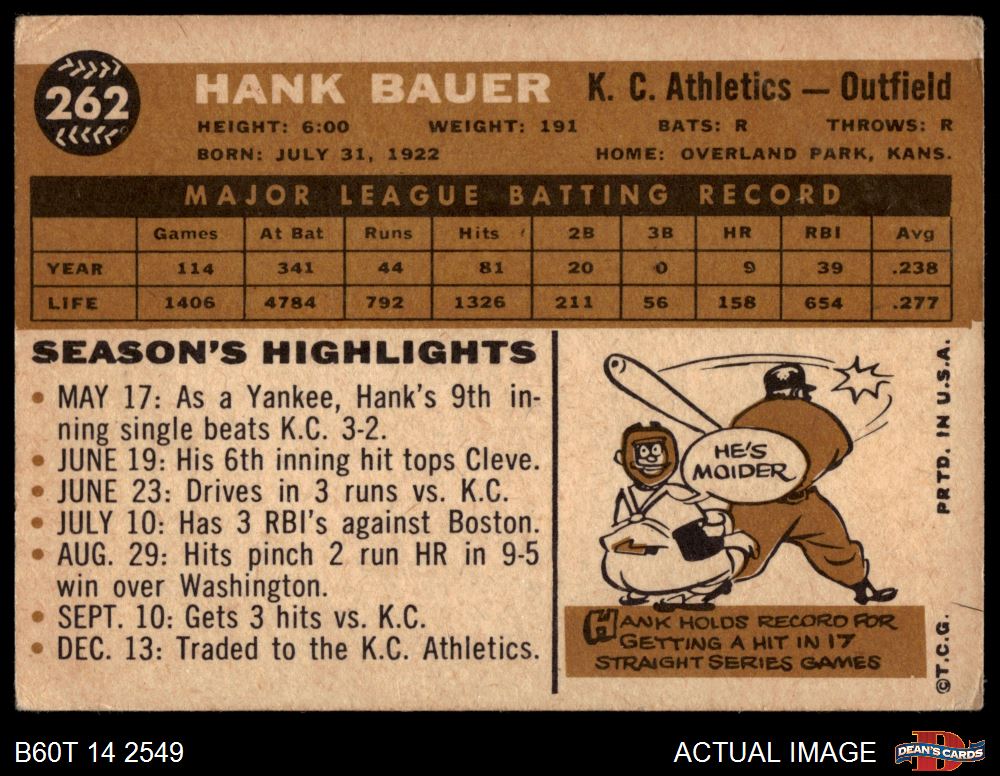 262
HANK BAUER K. C. Athletics — Outfield
HEIGHT: 6:00 WEIGHT: 191 BATS: R THROWS: R
BORN: JULY 31, 1922 HOME: OVERLAND PARK, KANS.
MAJOR LEAGUE BATTING RECORD
Games At Bat Runs Hits 2B 3B HR RBI Avg
YEAR 114 341 44 81 20 0 9 39 .238
LIFE 1406 4784 792 1326 211 56 158 654 .277
SEASON'S HIGHLIGHTS
• MAY 17: As a Yankee, Hank's 9th in-
ning single beats K.C. 3-2.
• JUNE 19: His 6th inning hit tops Cleve.
• JUNE 23: Drives in 3 runs vs. K.C.
• JULY 10: Has 3 RBI's against Boston.
• AUG. 29: Hits pinch 2 run HR in 9-5
win over Washington.
• SEPT. 10: Gets 3 hits vs. K.C.
• DEC. 13: Traded to the K.C. Athletics.
HE'S
MOIDER
HANK HOLDS RECORD FOR
GETTING A HIT IN 17
STRAIGHT SERIES GAMES
©T.C.G. PRTD. IN U.S.A.
B60T 14 2549 ACTUAL IMAGE DEAN'S CARDS